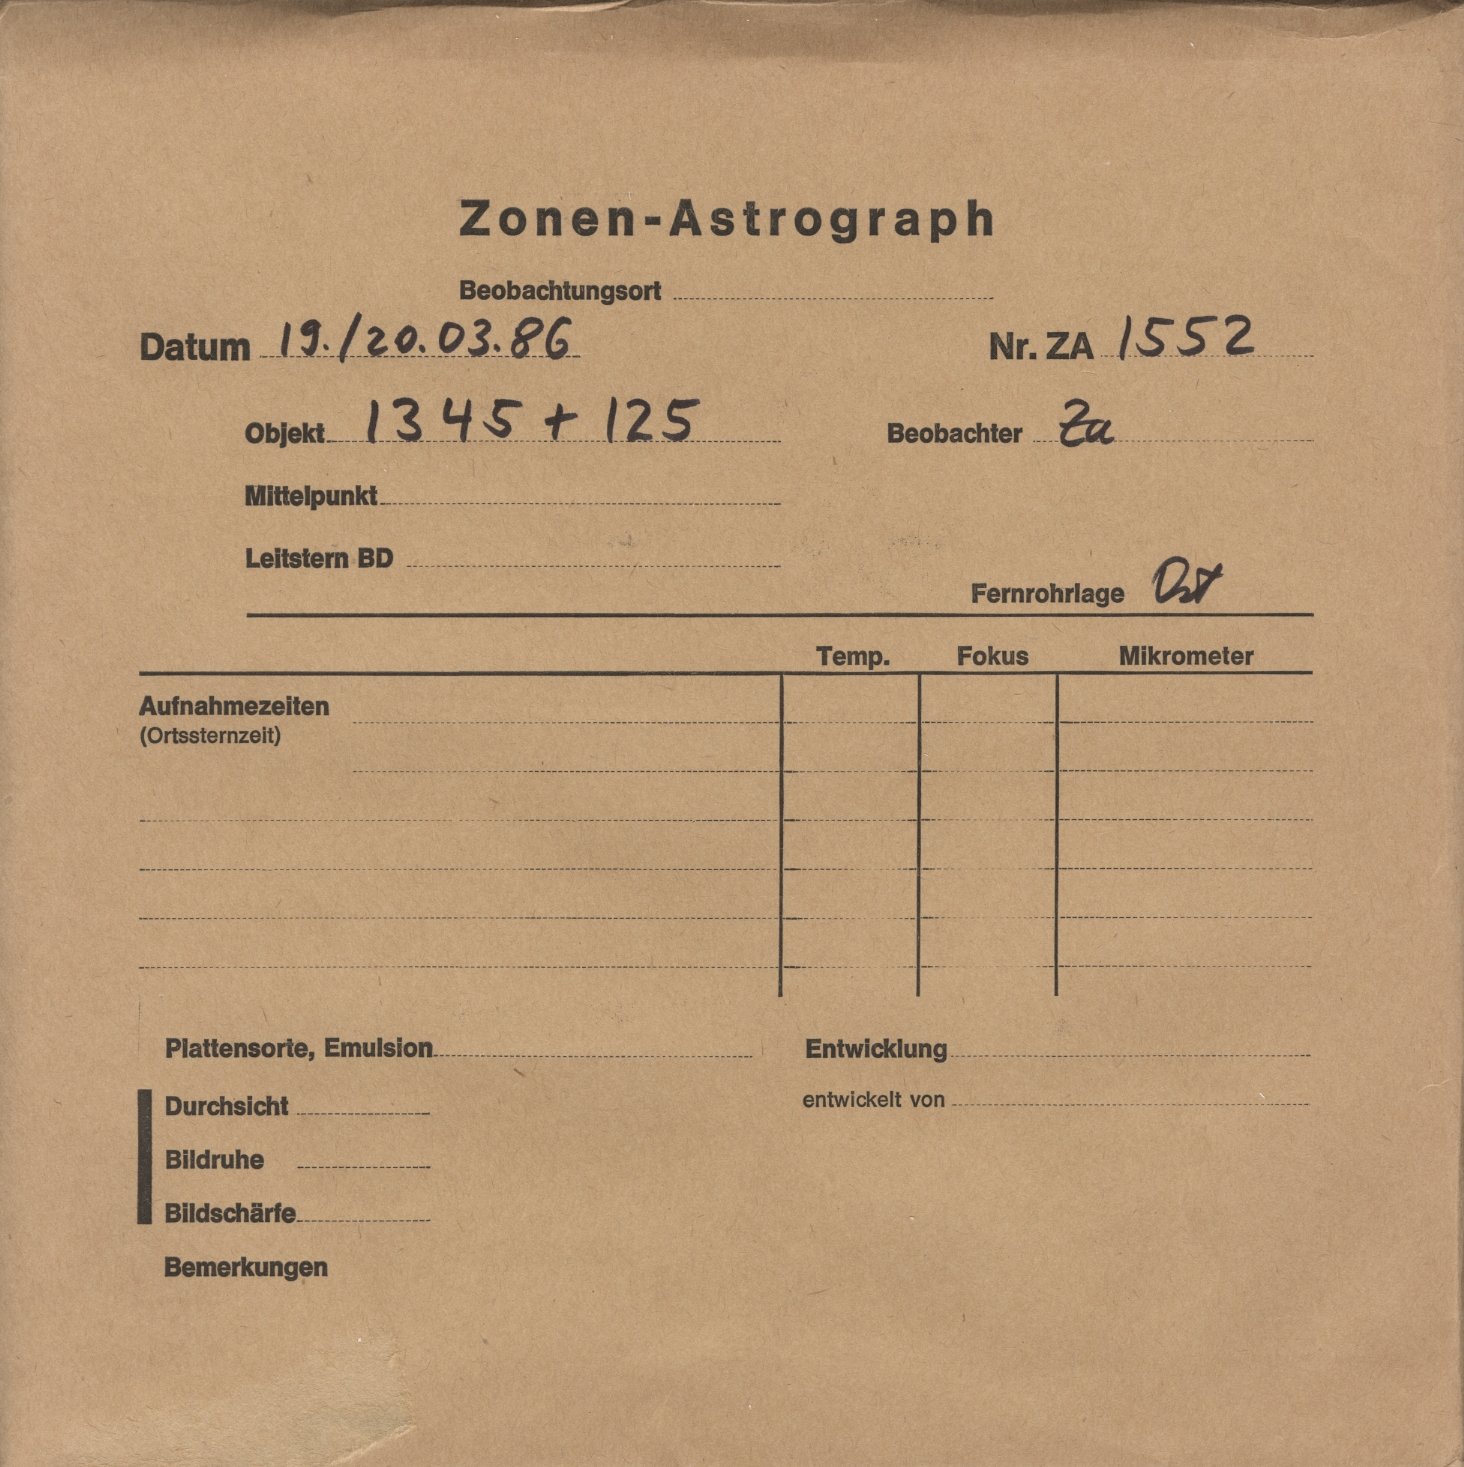 Zonen-Astrograph
Beobachtungsort
Datum 19./20.03.86 Nr. ZA 1552
Objekt 1345 + 125 Beobachter Za
Mittelpunkt
Leitstern BD
Fernrohrlage Ost
Temp. Fokus Mikrometer
Aufnahmezeiten
(Ortssternzeit)
Plattensorte, Emulsion Entwicklung
Durchsicht entwickelt von
Bildruhe
Bildschärfe
Bemerkungen